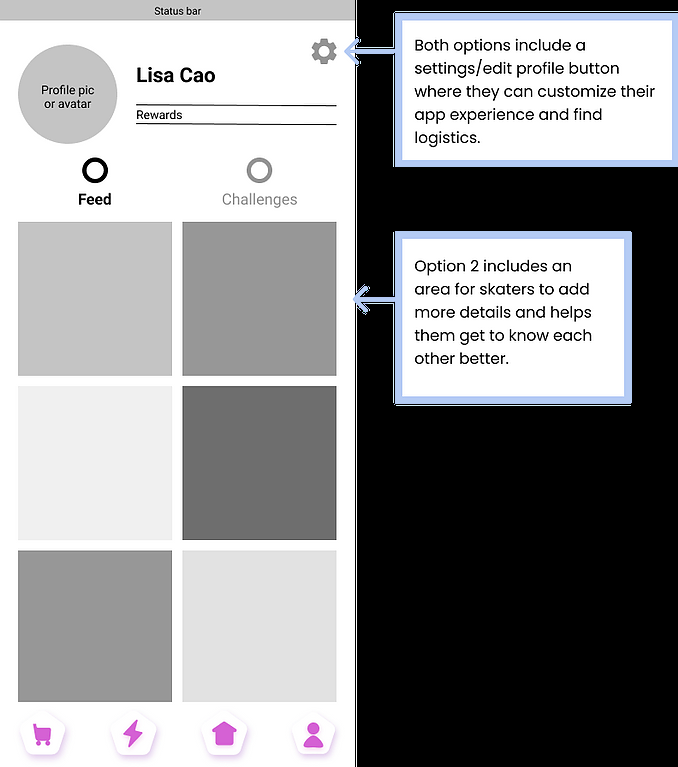 Status bar
Profile pic
or avatar
Lisa Cao
Rewards
Feed
Challenges
Both options include a
settings/edit profile button
where they can customize their
app experience and find
logistics.
Option 2 includes an
area for skaters to add
more details and helps
them get to know each
other better.